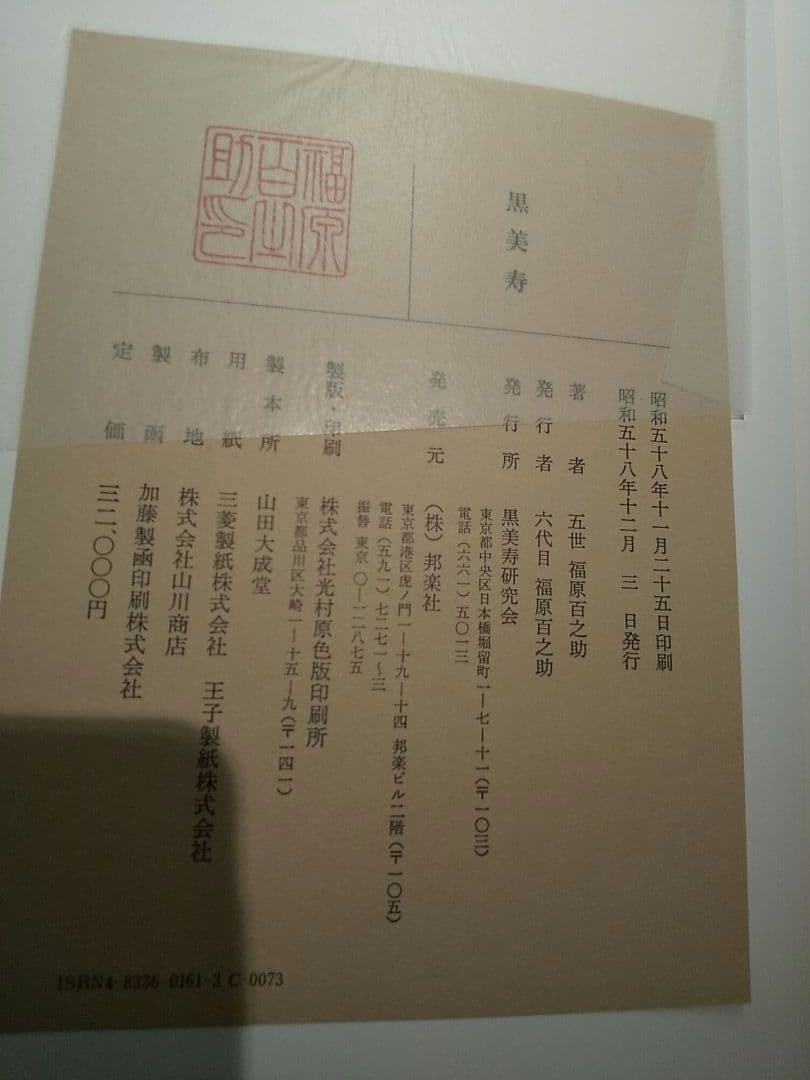 黒美寿
福原百之助印
昭和五十八年十一月二十五日印刷
昭和五十八年十二月 三 日発行
著者 五世 福原百之助
発行者 六代目 福原百之助
発行所 黒美寿研究会
東京都中央区日本橋堀留町一ー七ー十一(〒一〇三)
電話(六六一)五〇一三
発売元 (株)邦楽社
東京都港区虎ノ門一ー十九ー十四 邦楽ビル二階(〒一〇五)
電話(五九一)七二七一〜三
振替 東京 〇ー一二八七五
製版・印刷 株式会社光村原色版印刷所
東京都品川区大崎一ー十五ー九(〒一四一)
製本所 山田大成堂
用紙 三菱製紙株式会社 王子製紙株式会社
布地 株式会社山川商店
製函 加藤製函印刷株式会社
定価 三二、〇〇〇円
ISBN4-8336-0161-3 C-0073